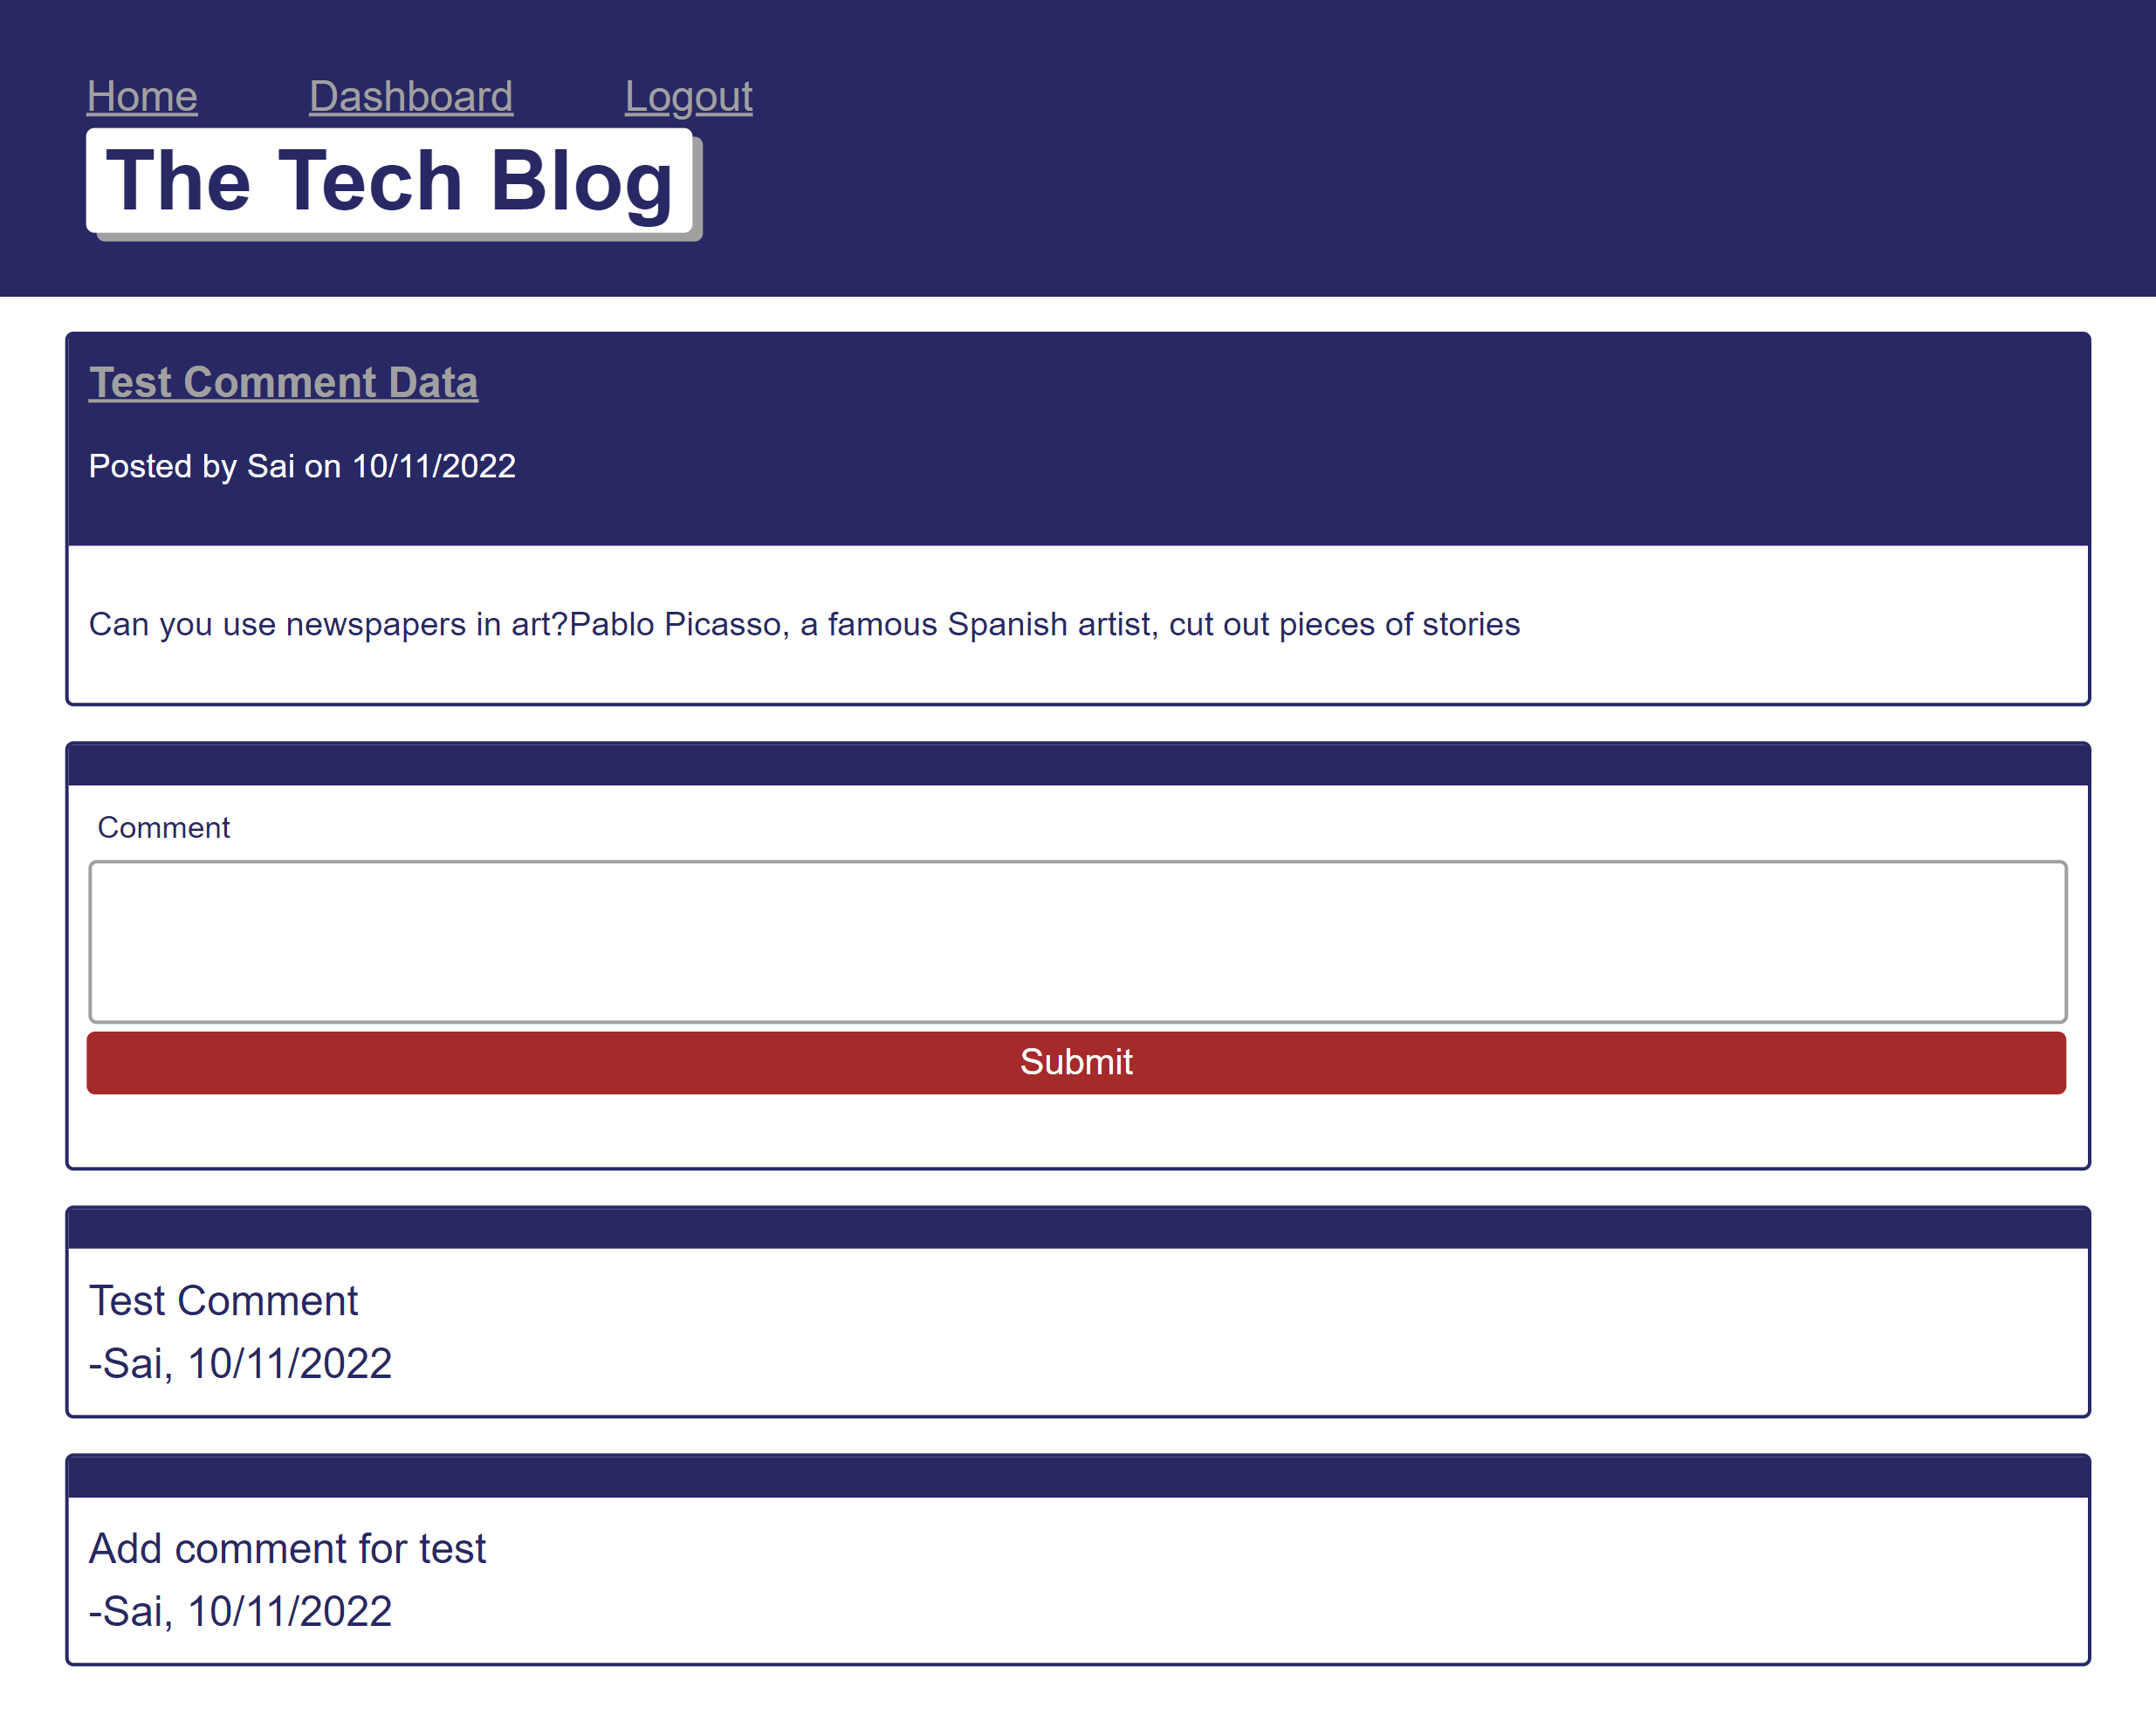 Home Dashboard Logout
The Tech Blog
Test Comment Data
Posted by Sai on 10/11/2022
Can you use newspapers in art?Pablo Picasso, a famous Spanish artist, cut out pieces of stories
Comment
Submit
Test Comment
-Sai, 10/11/2022
Add comment for test
-Sai, 10/11/2022